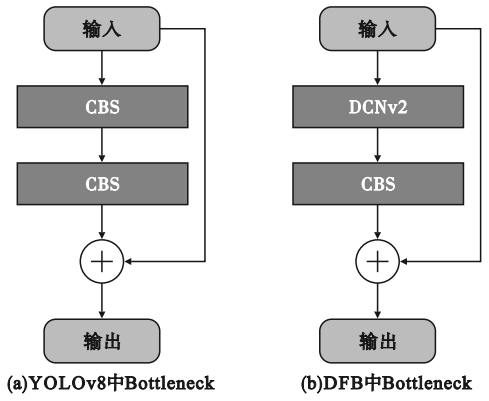 输入
CBS
CBS
输出
(a)YOLOv8中Bottleneck
输入
DCNv2
CBS
输出
(b)DFB中Bottleneck